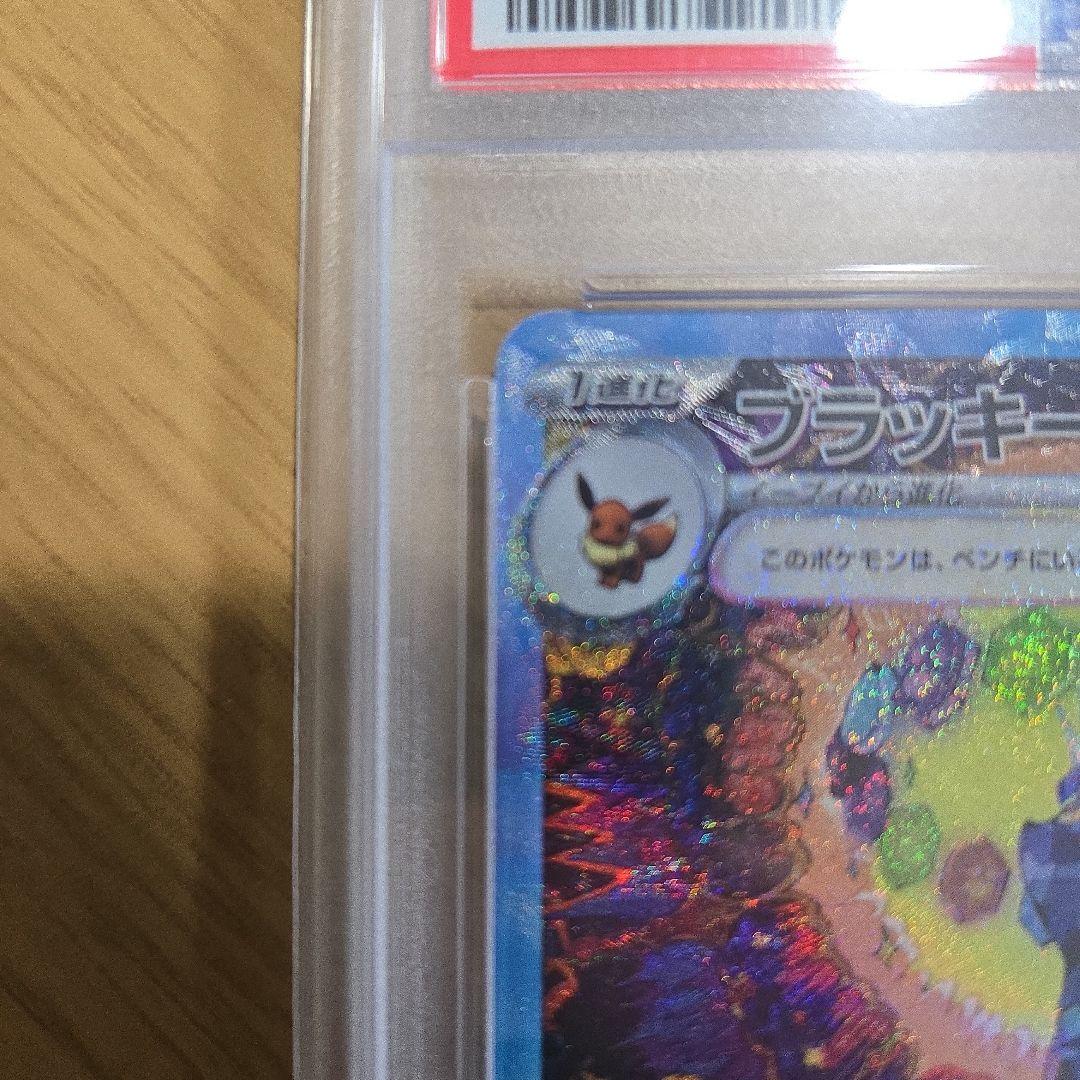 1進化
ブラッキー
イーブイから進化
このポケモンは、ベンチにい